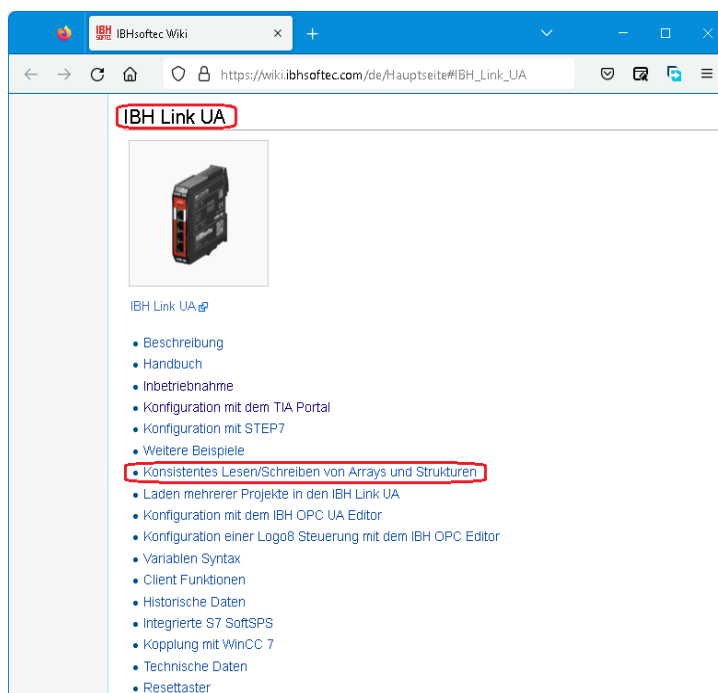 IBH SOFTEC IBHsoftec Wiki
https://wiki.ibhsoftec.com/de/Hauptseite#IBH_Link_UA
IBH Link UA
IBH Link UA
Beschreibung
Handbuch
Inbetriebnahme
Konfiguration mit dem TIA Portal
Konfiguration mit STEP7
Weitere Beispiele
Konsistentes Lesen/Schreiben von Arrays und Strukturen
Laden mehrerer Projekte in den IBH Link UA
Konfiguration mit dem IBH OPC UA Editor
Konfiguration einer Logo8 Steuerung mit dem IBH OPC Editor
Variablen Syntax
Client Funktionen
Historische Daten
Integrierte S7 SoftSPS
Kopplung mit WinCC 7
Technische Daten
Resettaster